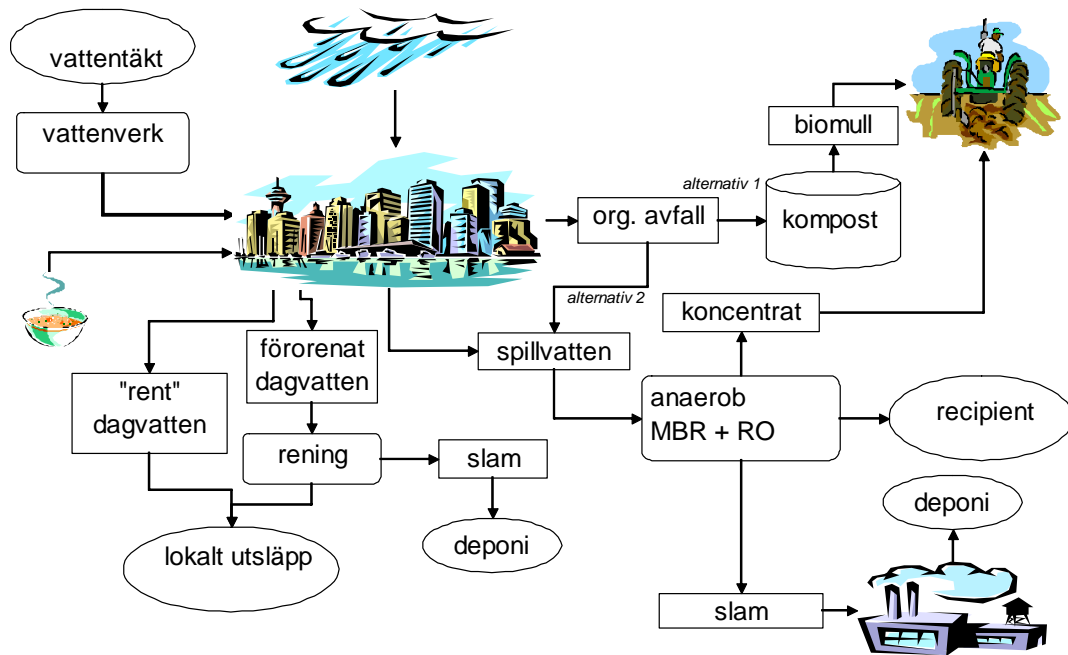 vattentäkt
vattenverk
biomull
alternativ 1
org. avfall
kompost
alternativ 2
koncentrat
förorenat
dagvatten
spillvatten
"rent"
dagvatten
anaerob
MBR + RO
recipient
rening
slam
deponi
lokalt utsläpp
deponi
slam